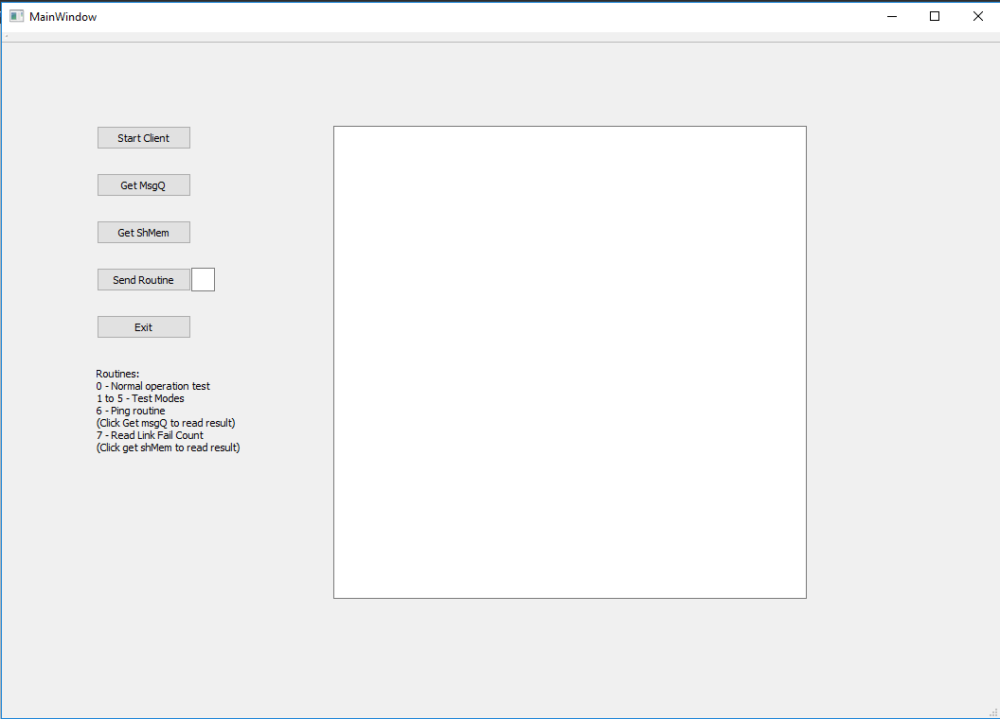 MainWindow
Start Client
Get MsgQ
Get ShMem
Send Routine
Exit
Routines:
0 - Normal operation test
1 to 5 - Test Modes
6 - Ping routine
(Click Get msgQ to read result)
7 - Read Link Fail Count
(Click get shMem to read result)